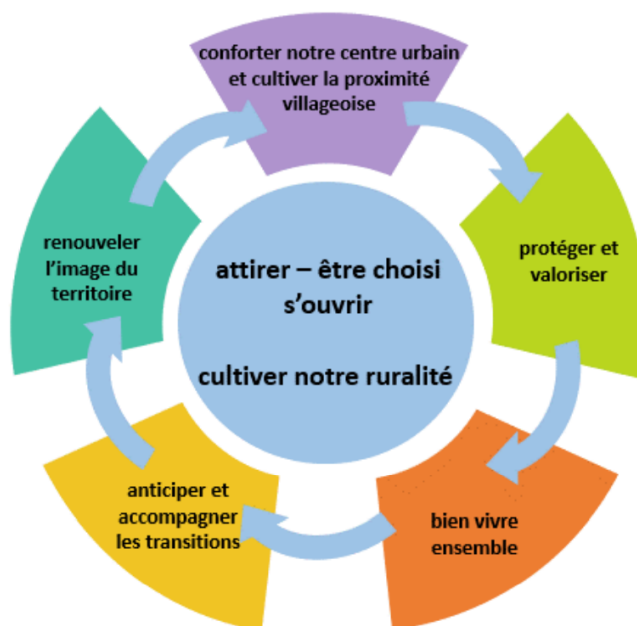 conforter notre centre urbain
et cultiver la proximité
villageoise
protéger et
valoriser
bien vivre
ensemble
anticiper et
accompagner
les transitions
renouveler
l'image du
territoire
attirer – être choisi
s'ouvrir
cultiver notre ruralité